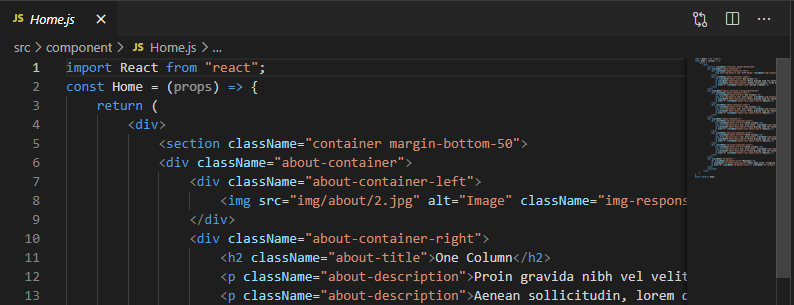 JS Home.js ×
src > component > JS Home.js > ...
1 import React from "react";
2 const Home = (props) => {
3 return (
4 <div>
5 <section className="container margin-bottom-50">
6 <div className="about-container">
7 <div className="about-container-left">
8 <img src="img/about/2.jpg" alt="Image" className="img-respons
9 </div>
10 <div className="about-container-right">
11 <h2 className="about-title">One Column</h2>
12 <p className="about-description">Proin gravida nibh vel velit
13 <p className="about-description">Aenean sollicitudin, lorem